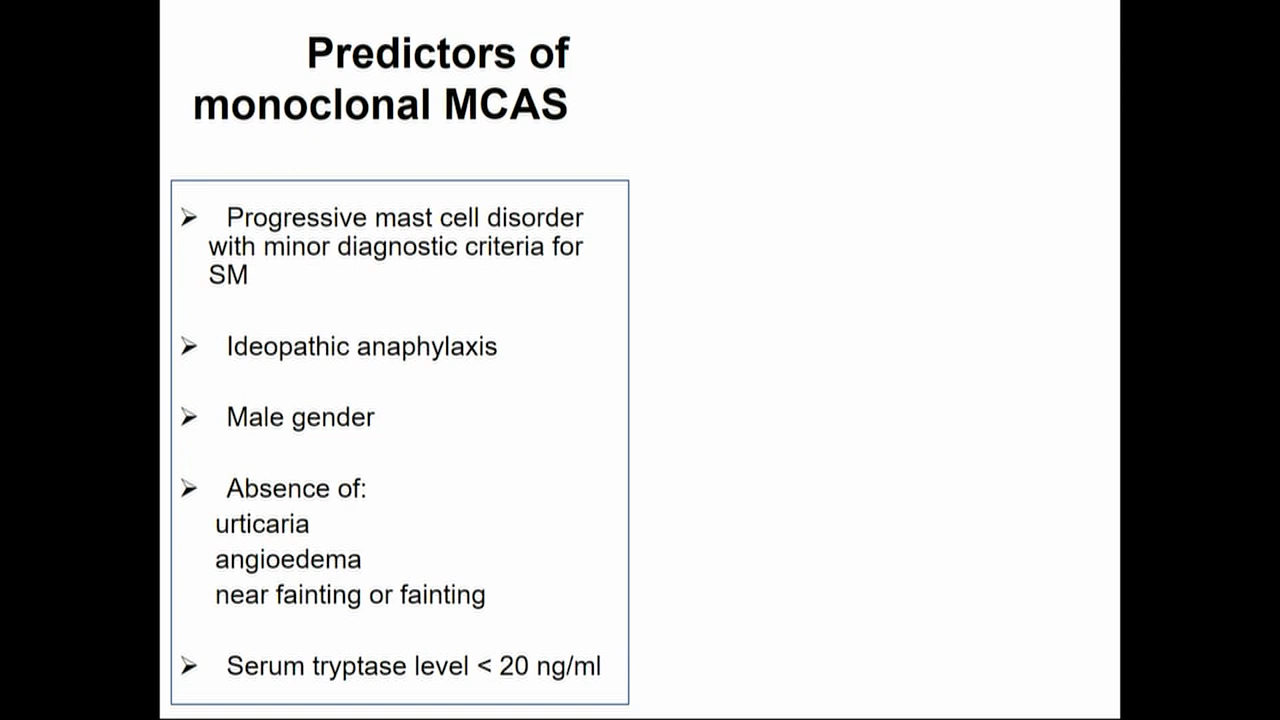 Predictors of
monoclonal MCAS
➢ Progressive mast cell disorder
with minor diagnostic criteria for
SM
➢ Ideopathic anaphylaxis
➢ Male gender
➢ Absence of:
urticaria
angioedema
near fainting or fainting
➢ Serum tryptase level < 20 ng/ml